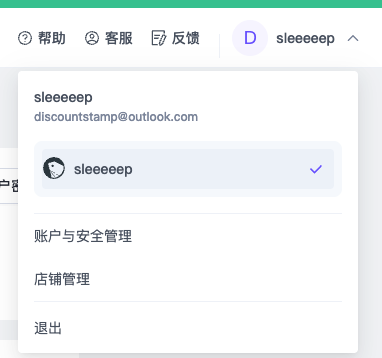 帮助 客服 反馈 D sleeeeep
sleeeeep
discountstamp@outlook.com
sleeeeep
账户与安全管理
店铺管理
退出